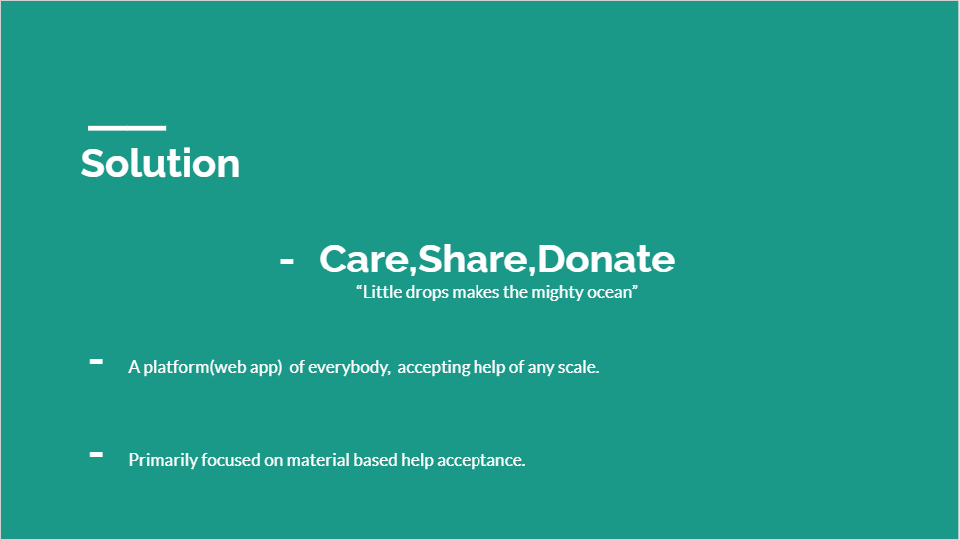 Solution
- Care,Share,Donate
“Little drops makes the mighty ocean”
- A platform(web app)  of everybody,  accepting help of any scale.
- Primarily focused on material based help acceptance.